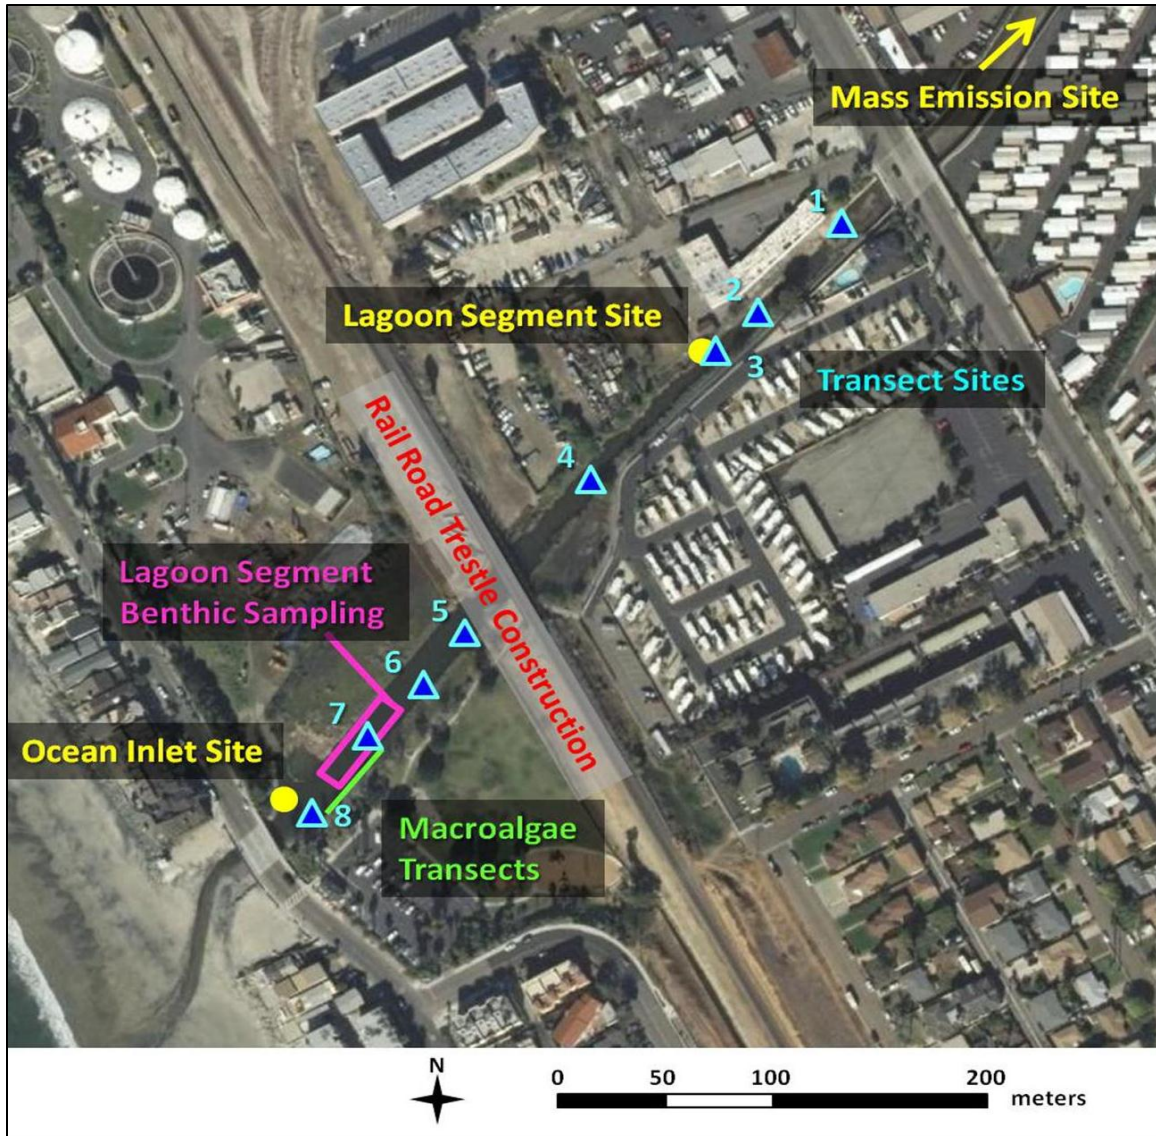 Mass Emission Site
1
2
Lagoon Segment Site
3
Transect Sites
4
Rail Road Trestle Construction
Lagoon Segment
Benthic Sampling
5
6
7
Ocean Inlet Site
8
Macroalgae
Transects
N
0 50 100 200
meters